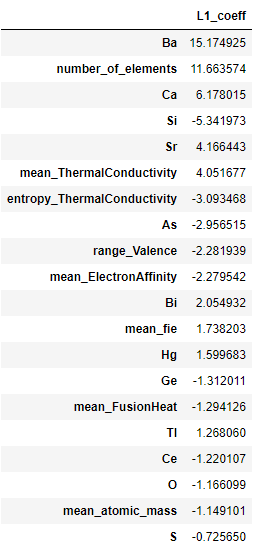 L1_coeff
Ba 15.174925
number_of_elements 11.663574
Ca 6.178015
Si -5.341973
Sr 4.166443
mean_ThermalConductivity 4.051677
entropy_ThermalConductivity -3.093468
As -2.956515
range_Valence -2.281939
mean_ElectronAffinity -2.279542
Bi 2.054932
mean_fie 1.738203
Hg 1.599683
Ge -1.312011
mean_FusionHeat -1.294126
Tl 1.268060
Ce -1.220107
O -1.166099
mean_atomic_mass -1.149101
S -0.725650